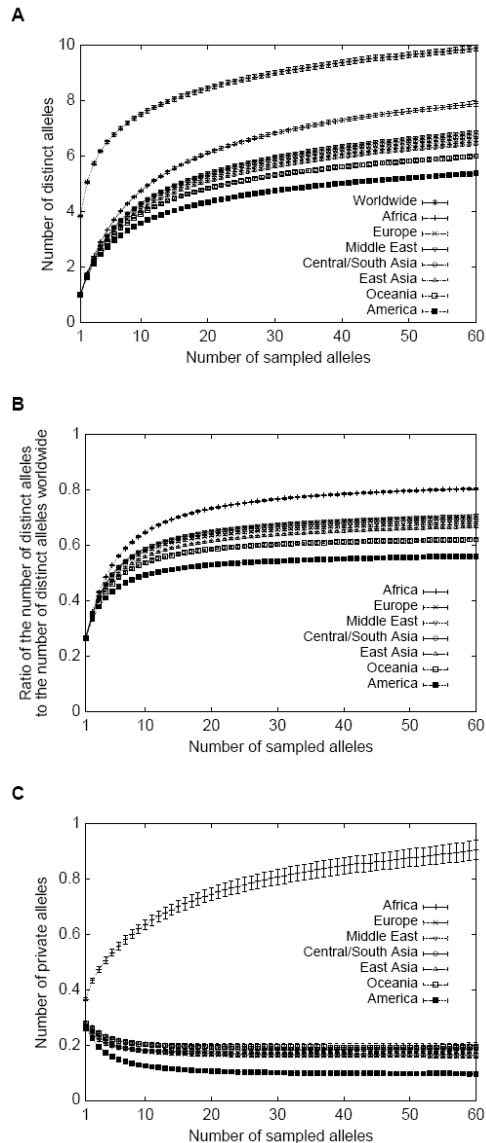 A
Number of distinct alleles
10
8
6
4
2
0
Worldwide
Africa
Europe
Middle East
Central/South Asia
East Asia
Oceania
America
1 10 20 30 40 50 60
Number of sampled alleles
B
Ratio of the number of distinct alleles
to the number of distinct alleles worldwide
1
0.8
0.6
0.4
0.2
0
Africa
Europe
Middle East
Central/South Asia
East Asia
Oceania
America
1 10 20 30 40 50 60
Number of sampled alleles
C
Number of private alleles
1
0.8
0.6
0.4
0.2
0
Africa
Europe
Middle East
Central/South Asia
East Asia
Oceania
America
1 10 20 30 40 50 60
Number of sampled alleles